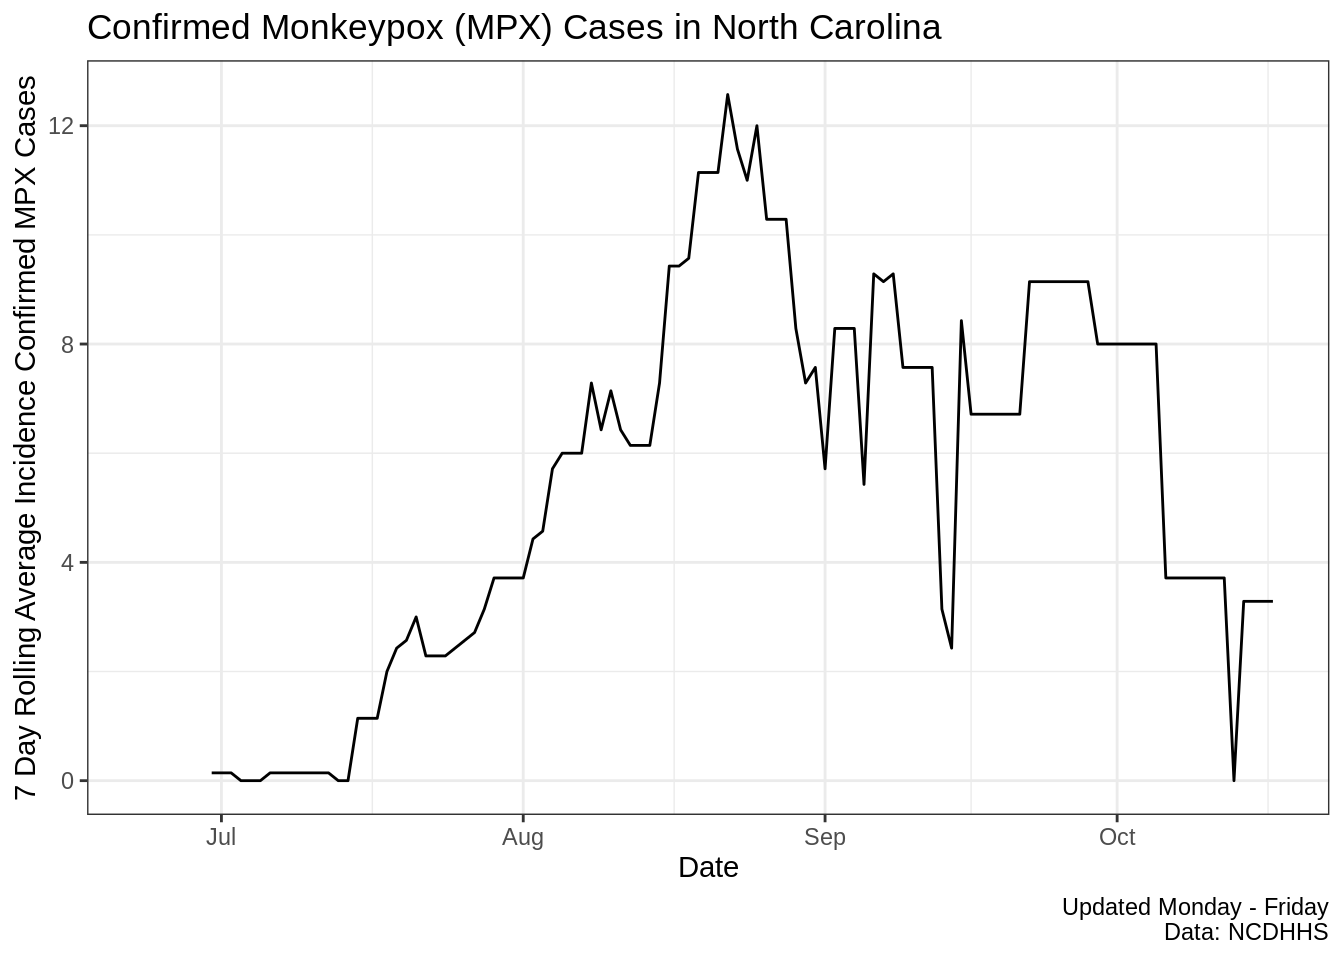 Confirmed Monkeypox (MPX) Cases in North Carolina
7 Day Rolling Average Incidence Confirmed MPX Cases
12
8
4
0
Jul
Aug
Sep
Oct
Date
Updated Monday - Friday
Data: NCDHHS